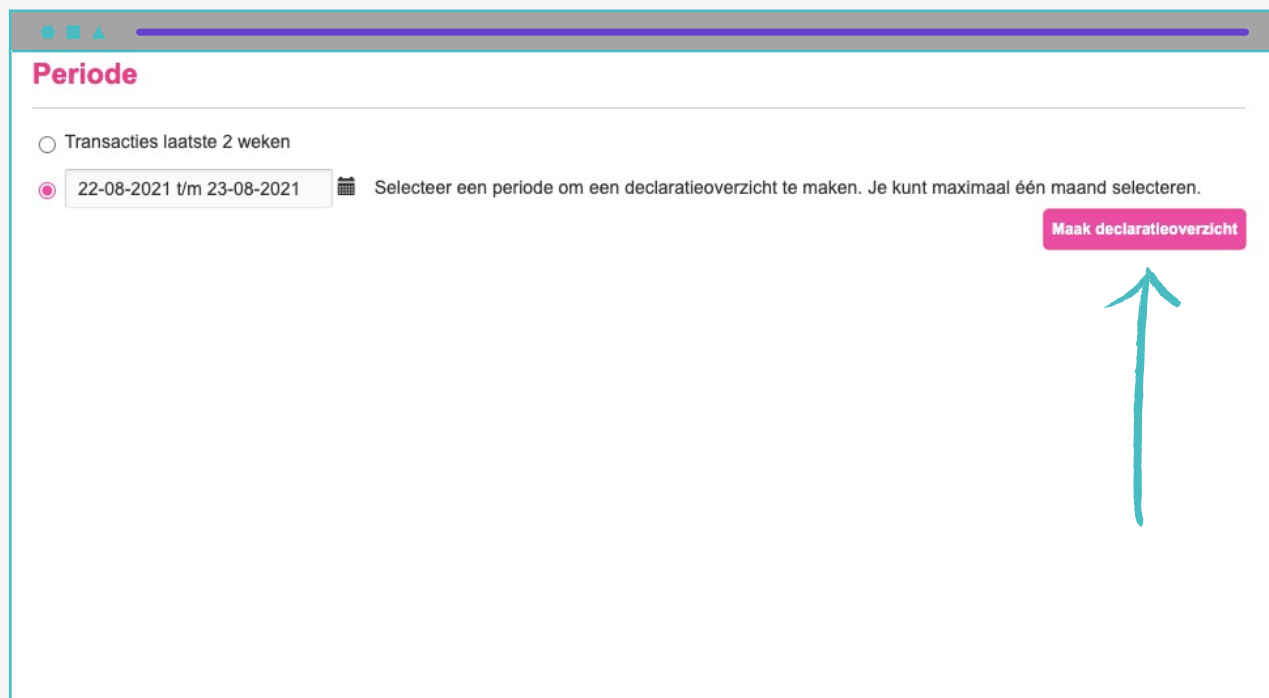 Periode
Transacties laatste 2 weken
22-08-2021 t/m 23-08-2021 Selecteer een periode om een declaratieoverzicht te maken. Je kunt maximaal één maand selecteren.
Maak declaratieoverzicht